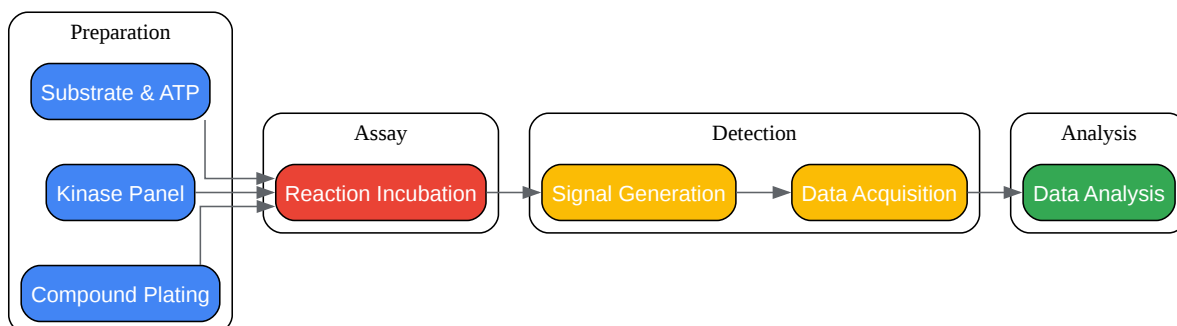 Preparation
Substrate & ATP
Kinase Panel
Compound Plating
Assay
Reaction Incubation
Detection
Signal Generation
Data Acquisition
Analysis
Data Analysis